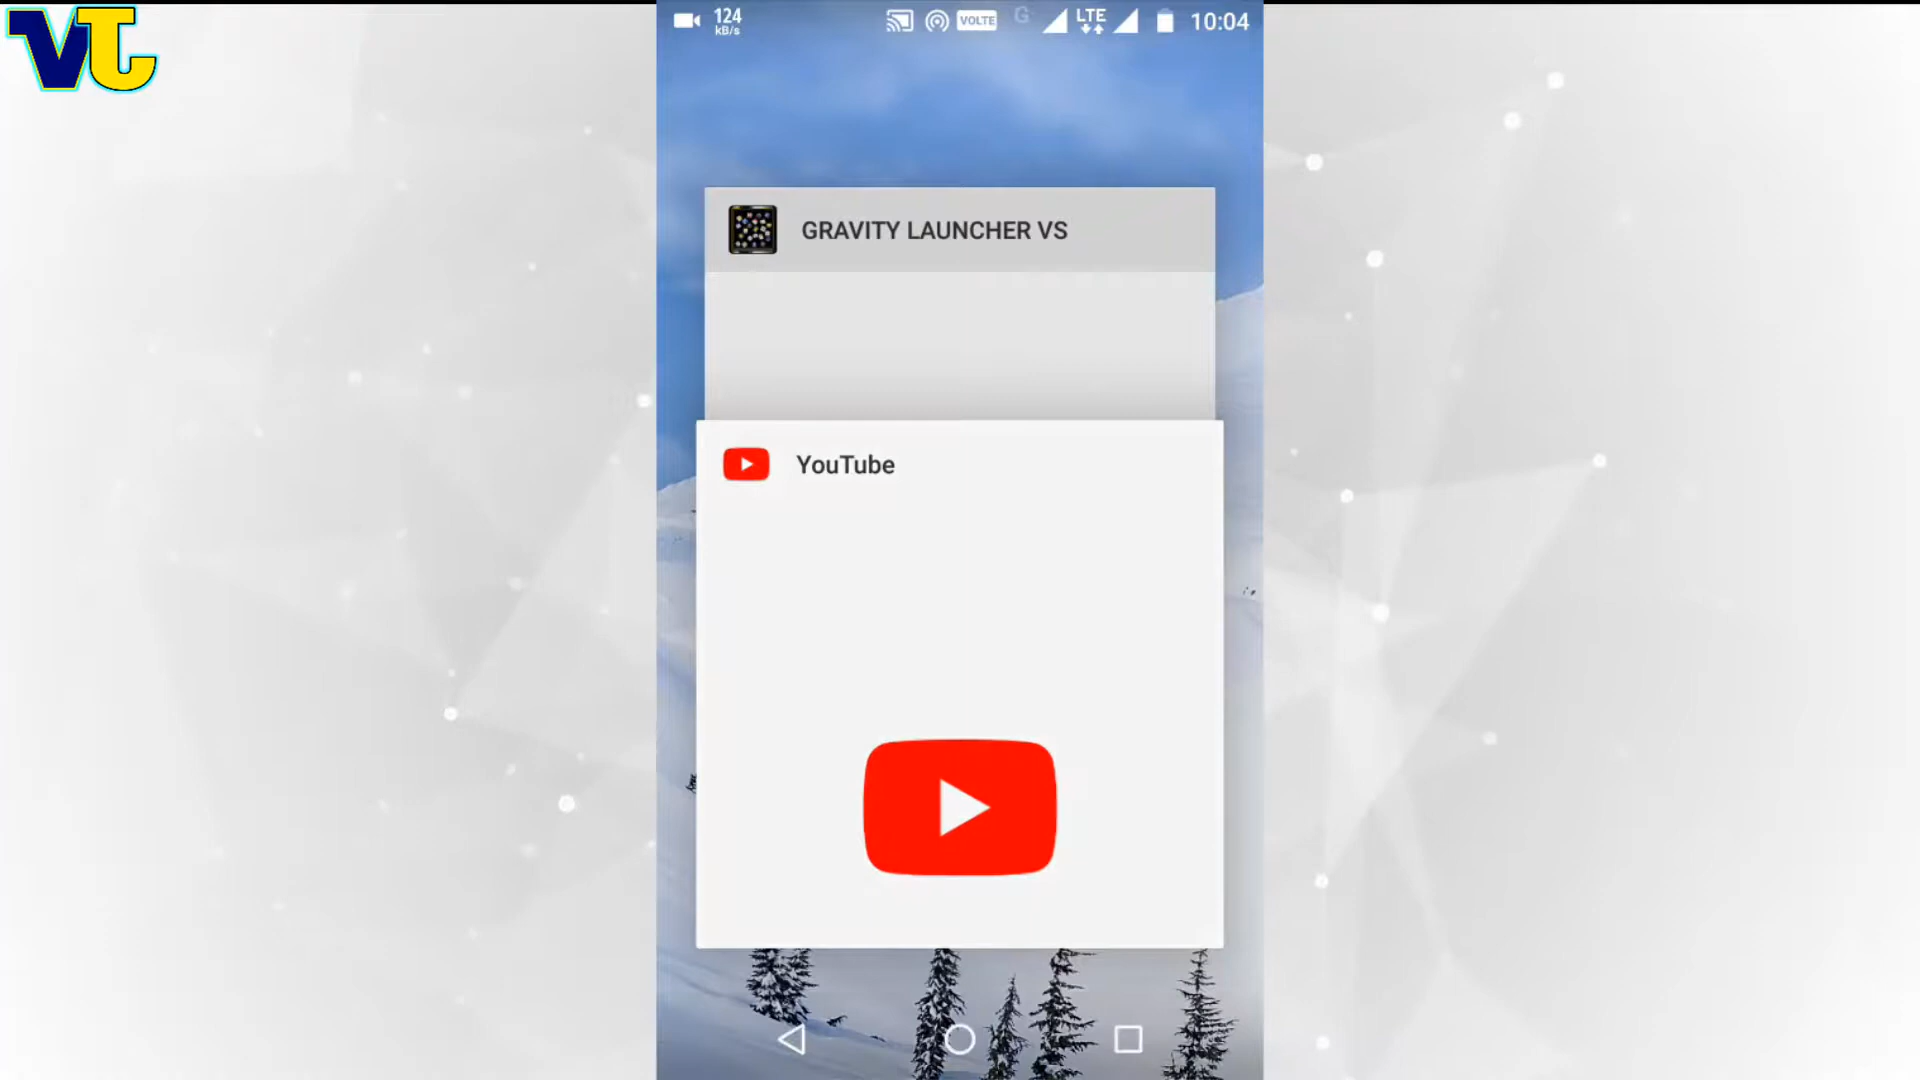 VT
124
kB/s
VOLTE
G
LTE
10:04
GRAVITY LAUNCHER VS
YouTube